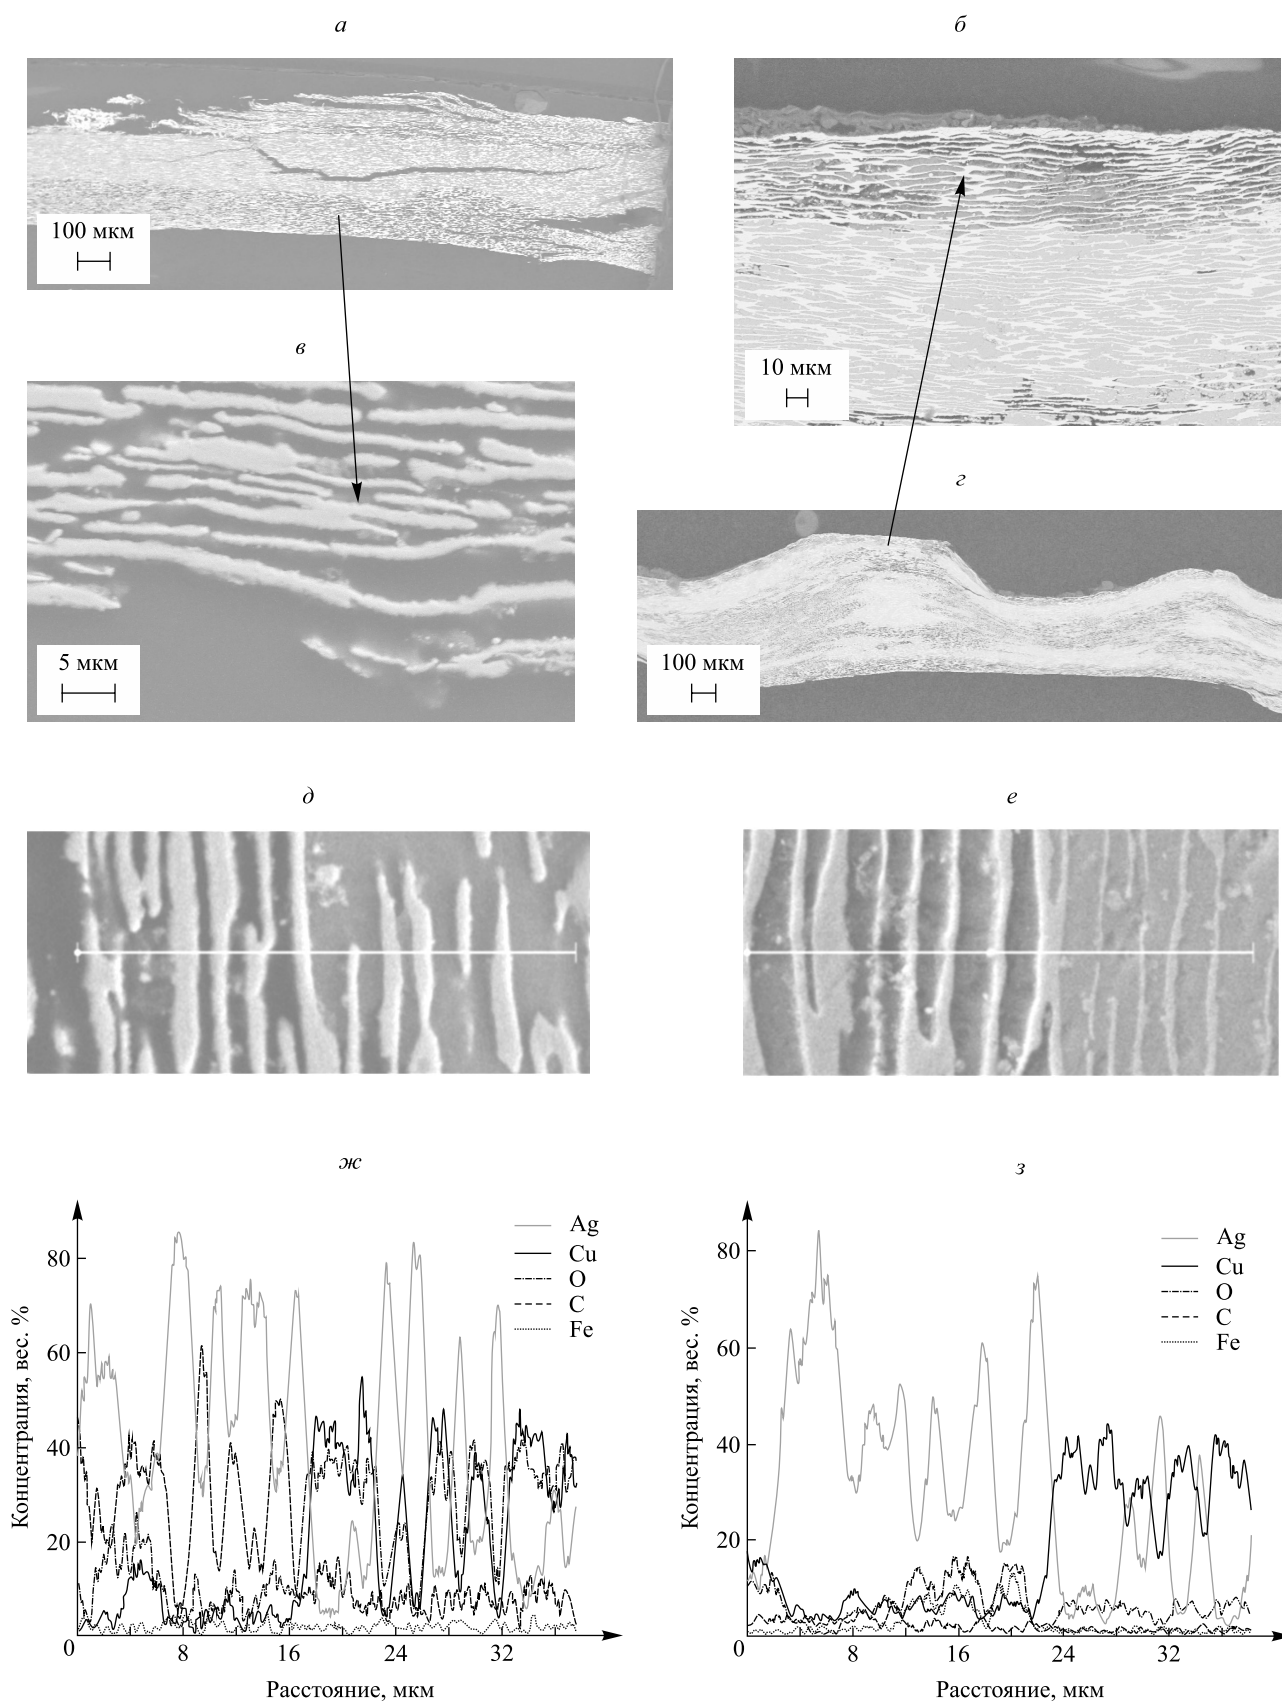 а
б
100 мкм
10 мкм
в
г
5 мкм
100 мкм
д
е
ж
Концентрация, вес. %
80
60
40
20
0
8
16
24
32
Расстояние, мкм
Ag
Cu
O
C
Fe
з
Концентрация, вес. %
80
60
40
20
0
8
16
24
32
Расстояние, мкм
Ag
Cu
O
C
Fe